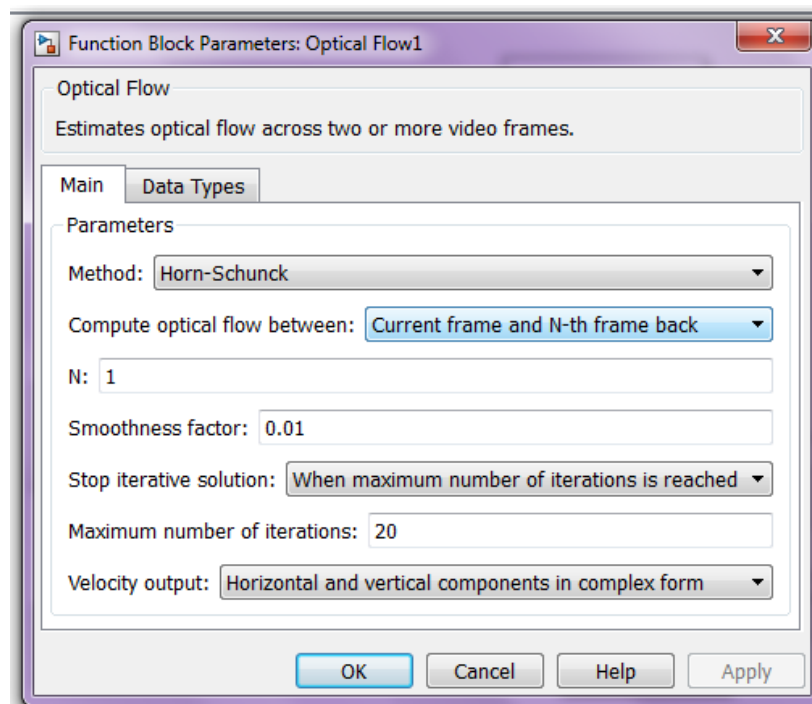 Function Block Parameters: Optical Flow1
Optical Flow
Estimates optical flow across two or more video frames.
Main Data Types
Parameters
Method: Horn-Schunck
Compute optical flow between: Current frame and N-th frame back
N: 1
Smoothness factor: 0.01
Stop iterative solution: When maximum number of iterations is reached
Maximum number of iterations: 20
Velocity output: Horizontal and vertical components in complex form
OK Cancel Help Apply